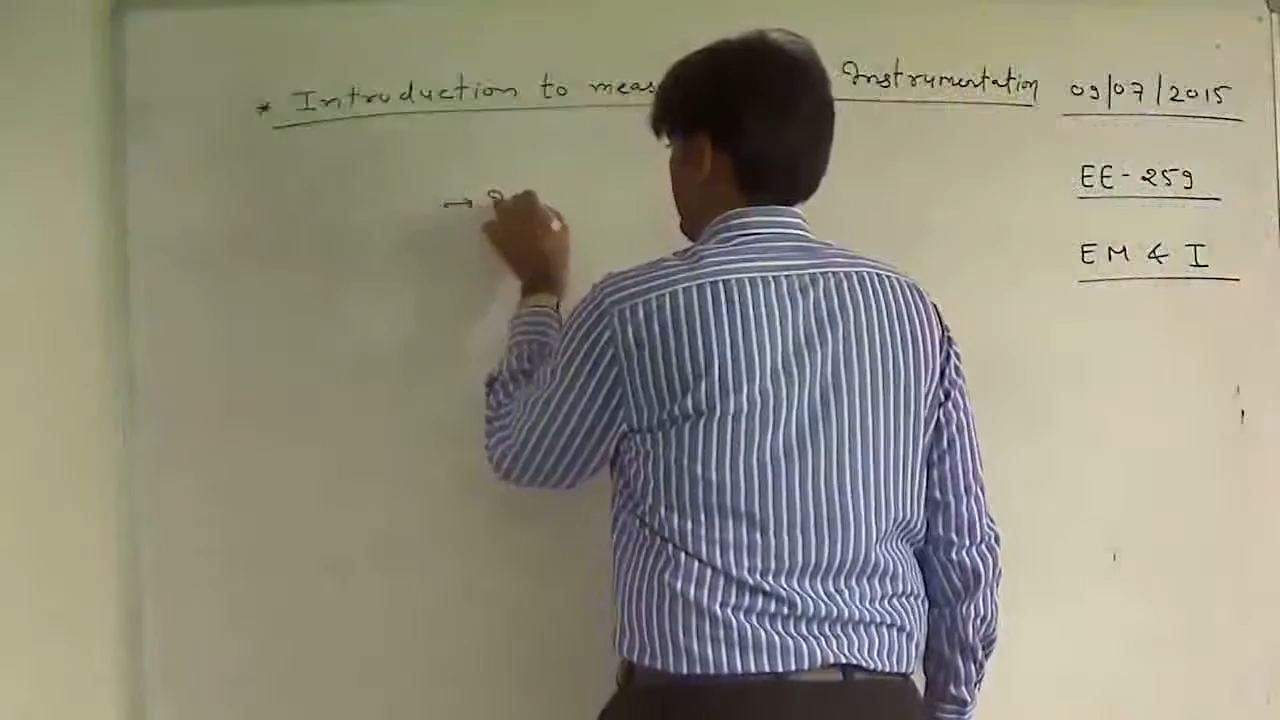 * Introduction to meas Instrumentation 09/07/2015
EE-259
EM & I
→